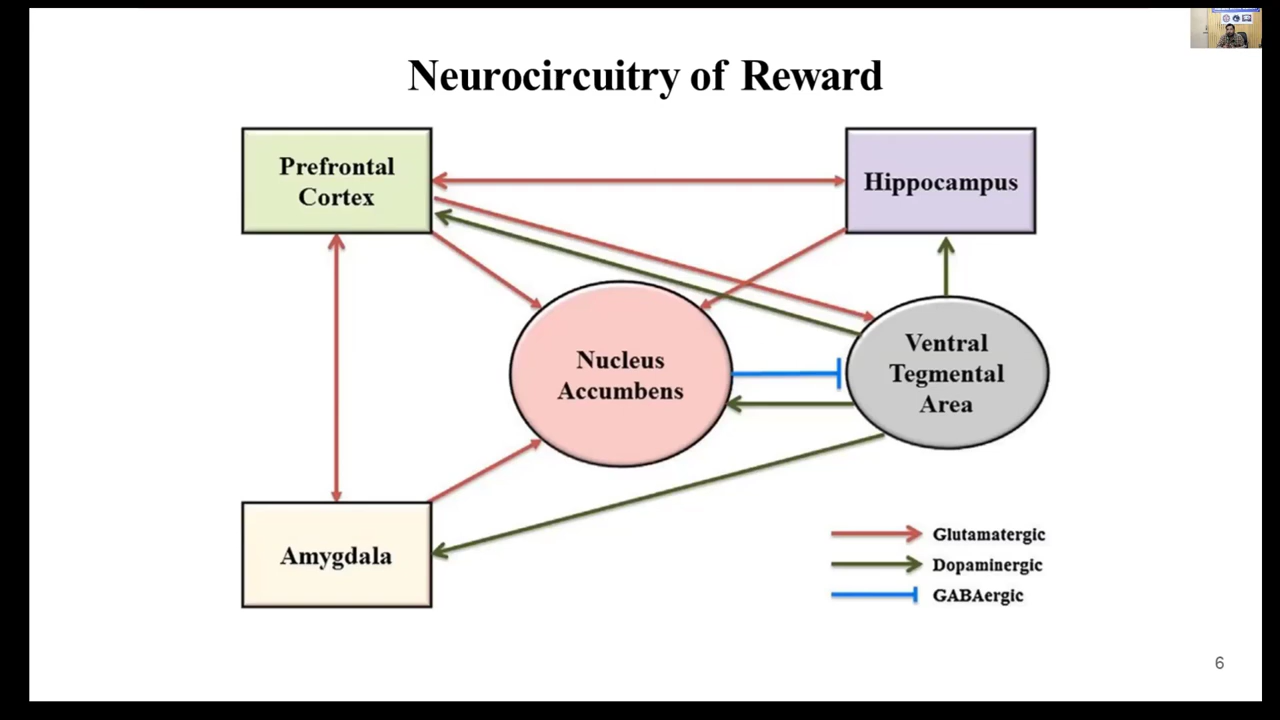 Neurocircuitry of Reward
Prefrontal
Cortex
Hippocampus
Nucleus
Accumbens
Ventral
Tegmental
Area
Amygdala
Glutamatergic
Dopaminergic
GABAergic
6